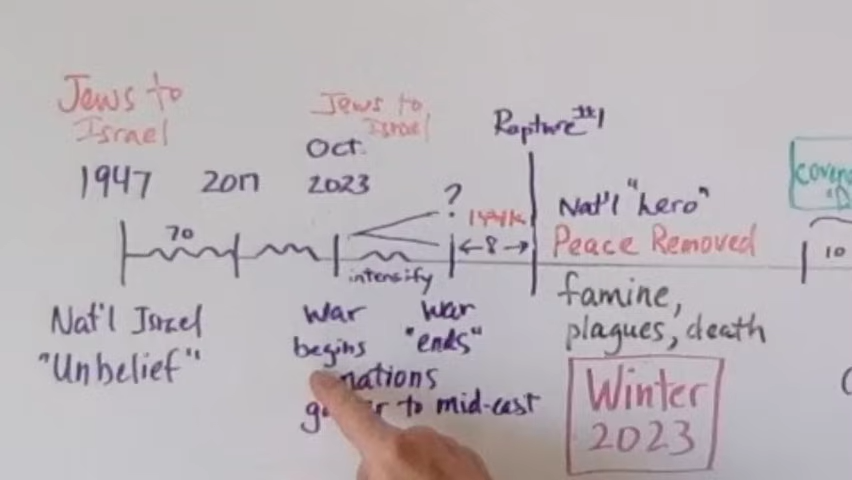 Jews to
Israel
1947
2017
Jews to
Israel
Oct.
2023
?
144K
Rapture #1
Nat'l "hero"
Peace Removed
70
intensify
8
10
Nat'l Israel
"Unbelief"
War
begins
War
"ends"
nations
to mid-east
famine,
plagues, death
Winter
2023